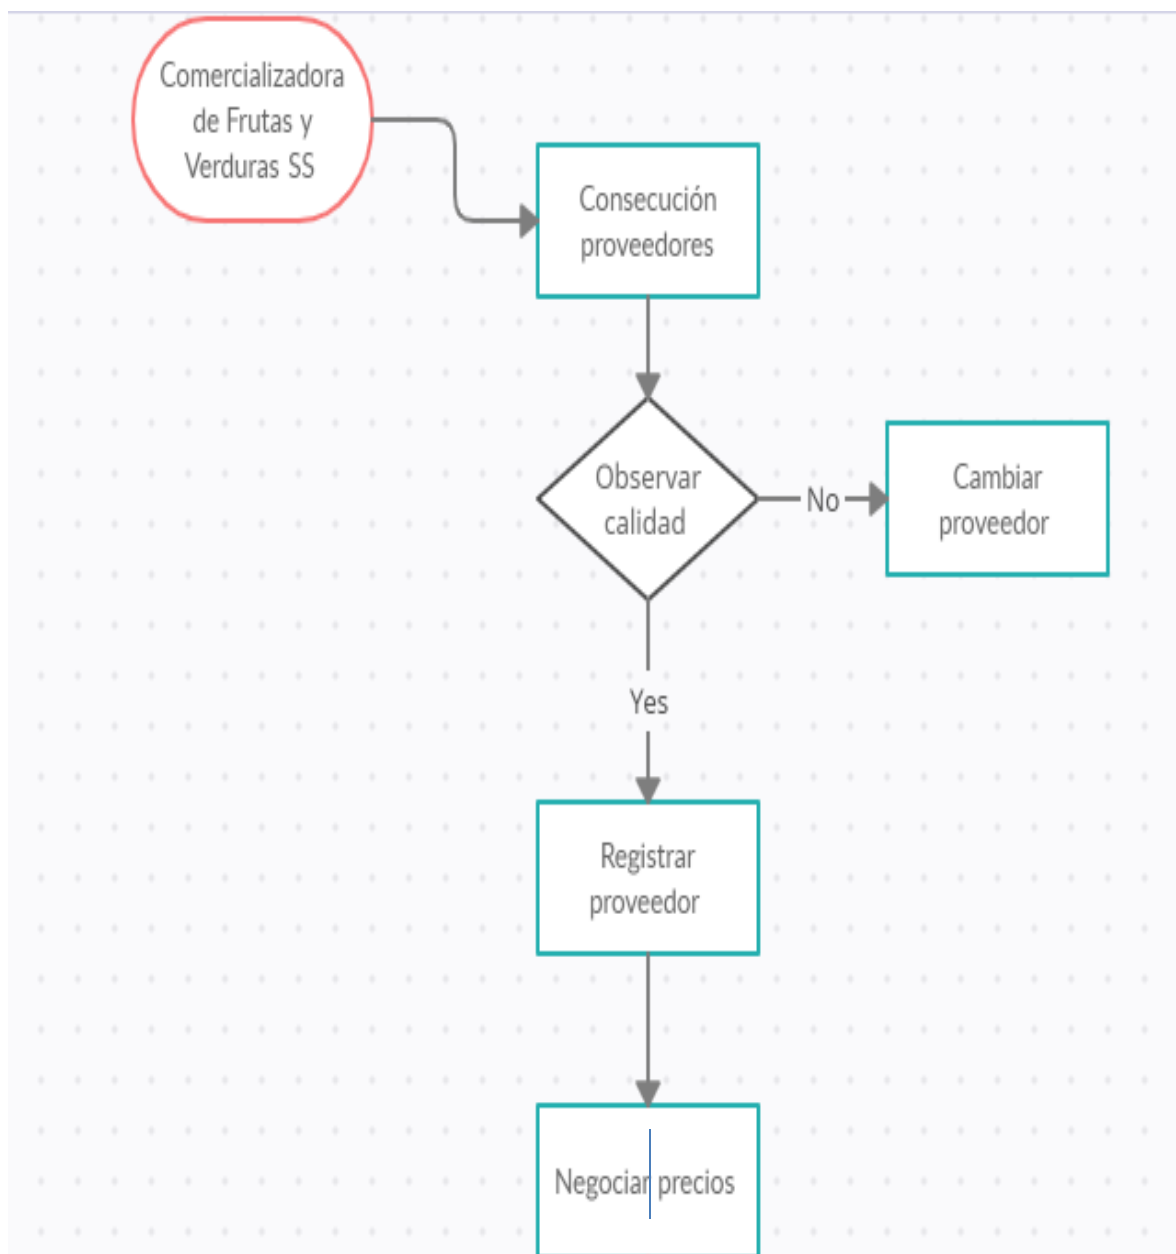 Comercializadora
de Frutas y
Verduras SS
Consecución
proveedores
Observar
calidad
No
Cambiar
proveedor
Yes
Registrar
proveedor
Negociar precios